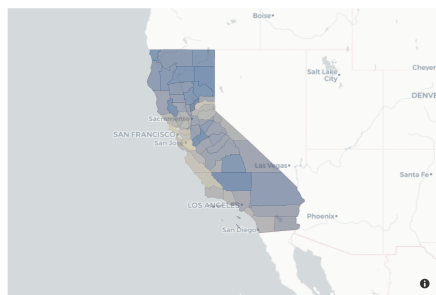 Boise
Salt Lake
City
Cheyen
DENVE
Sacramento
SAN FRANCISCO
San Jose
Las Vegas
Santa Fe
LOS ANGELES
Phoenix
San Diego